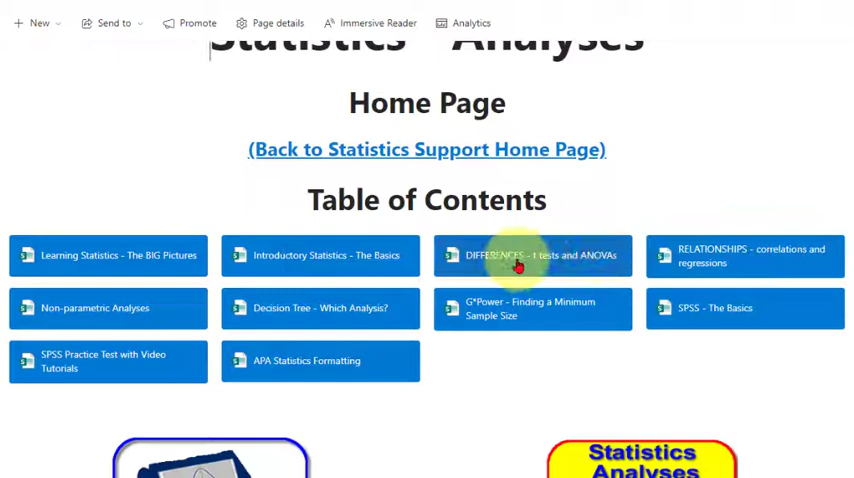 New
Send to
Promote
Page details
Immersive Reader
Analytics
Statistics - Analyses
Home Page
(Back to Statistics Support Home Page)
Table of Contents
Learning Statistics - The BIG Pictures
Introductory Statistics - The Basics
DIFFERENCES - t tests and ANOVAs
RELATIONSHIPS - correlations and
regressions
Non-parametric Analyses
Decision Tree - Which Analysis?
G*Power - Finding a Minimum
Sample Size
SPSS - The Basics
SPSS Practice Test with Video
Tutorials
APA Statistics Formatting
Statistics
Analyses